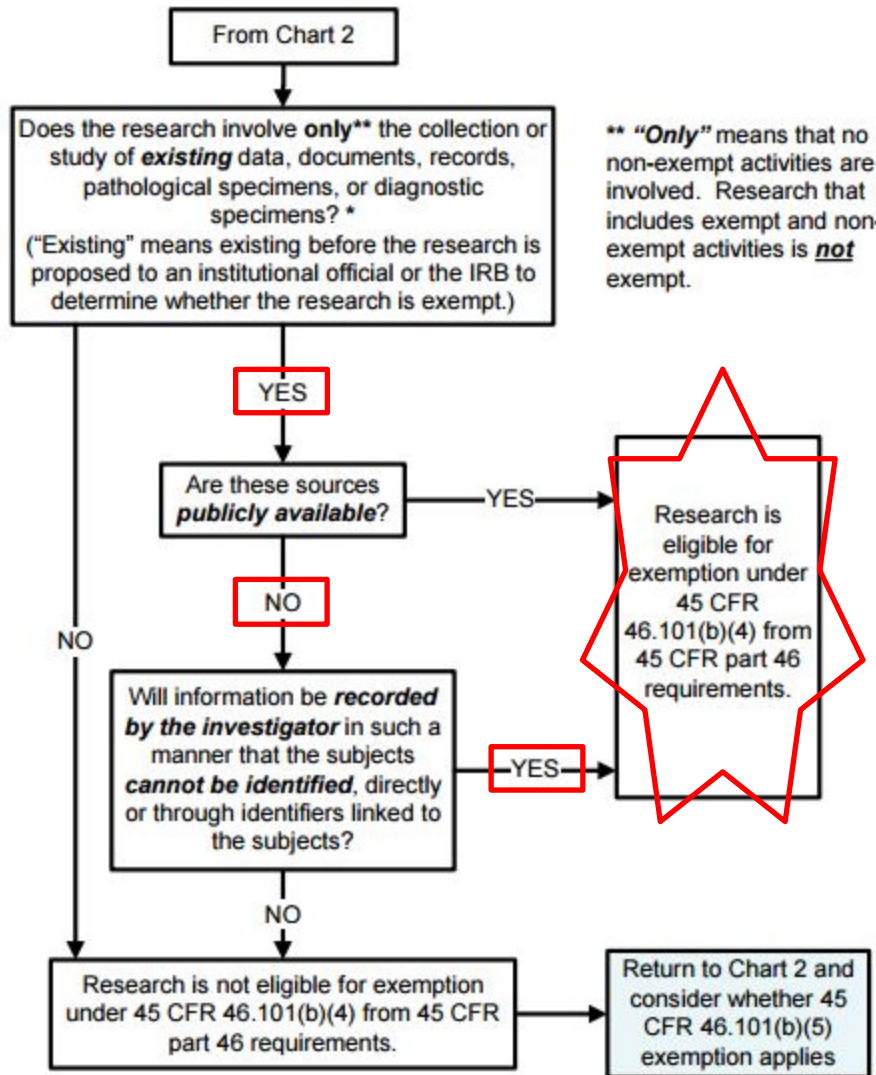 From Chart 2
Does the research involve only** the collection or
study of existing data, documents, records,
pathological specimens, or diagnostic
specimens? *
(“Existing” means existing before the research is
proposed to an institutional official or the IRB to
determine whether the research is exempt.)
** “Only” means that no
non-exempt activities are
involved. Research that
includes exempt and non-
exempt activities is not
exempt.
YES
Are these sources
publicly available?
YES
Research is
eligible for
exemption under
45 CFR
46.101(b)(4) from
45 CFR part 46
requirements.
NO
NO
Will information be recorded
by the investigator in such a
manner that the subjects
cannot be identified, directly
or through identifiers linked to
the subjects?
YES
NO
Research is not eligible for exemption
under 45 CFR 46.101(b)(4) from 45 CFR
part 46 requirements.
Return to Chart 2 and
consider whether 45
CFR 46.101(b)(5)
exemption applies